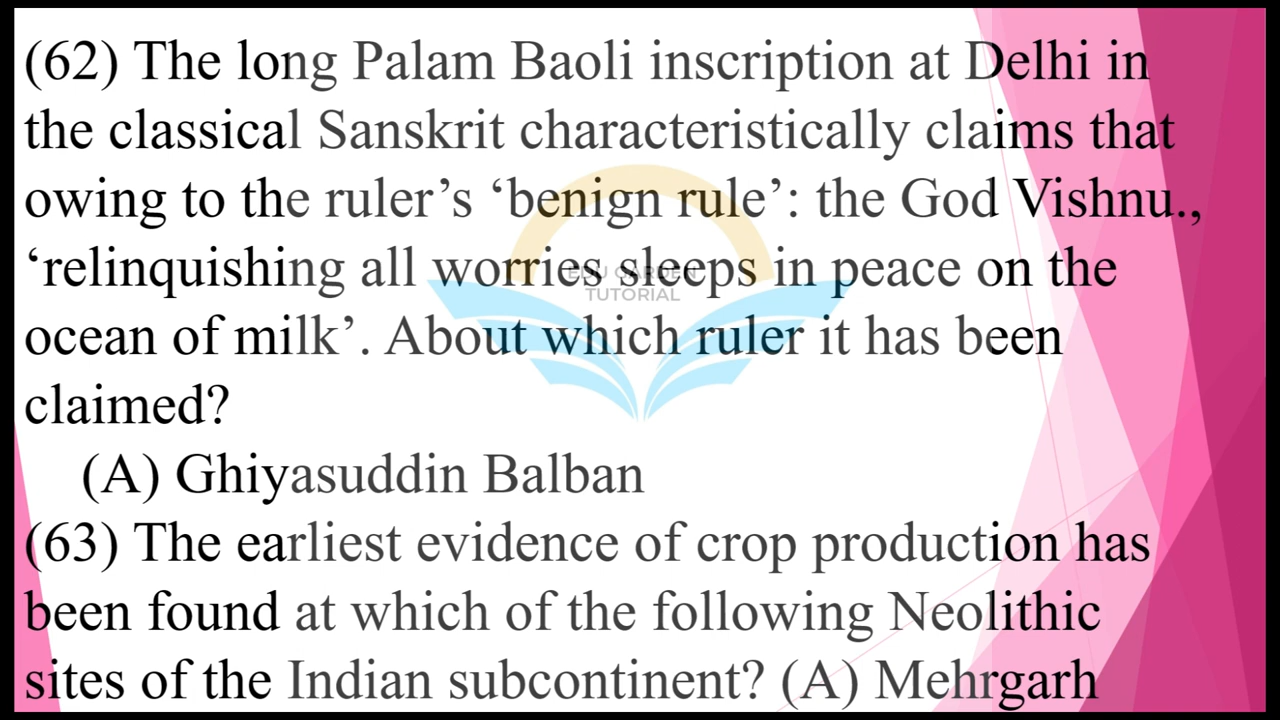 (62) The long Palam Baoli inscription at Delhi in
the classical Sanskrit characteristically claims that
owing to the ruler’s ‘benign rule’: the God Vishnu.,
‘relinquishing all worries sleeps in peace on the
EDU GARDEN
TUTORIAL
ocean of milk’. About which ruler it has been
claimed?
(A) Ghiyasuddin Balban
(63) The earliest evidence of crop production has
been found at which of the following Neolithic
sites of the Indian subcontinent? (A) Mehrgarh